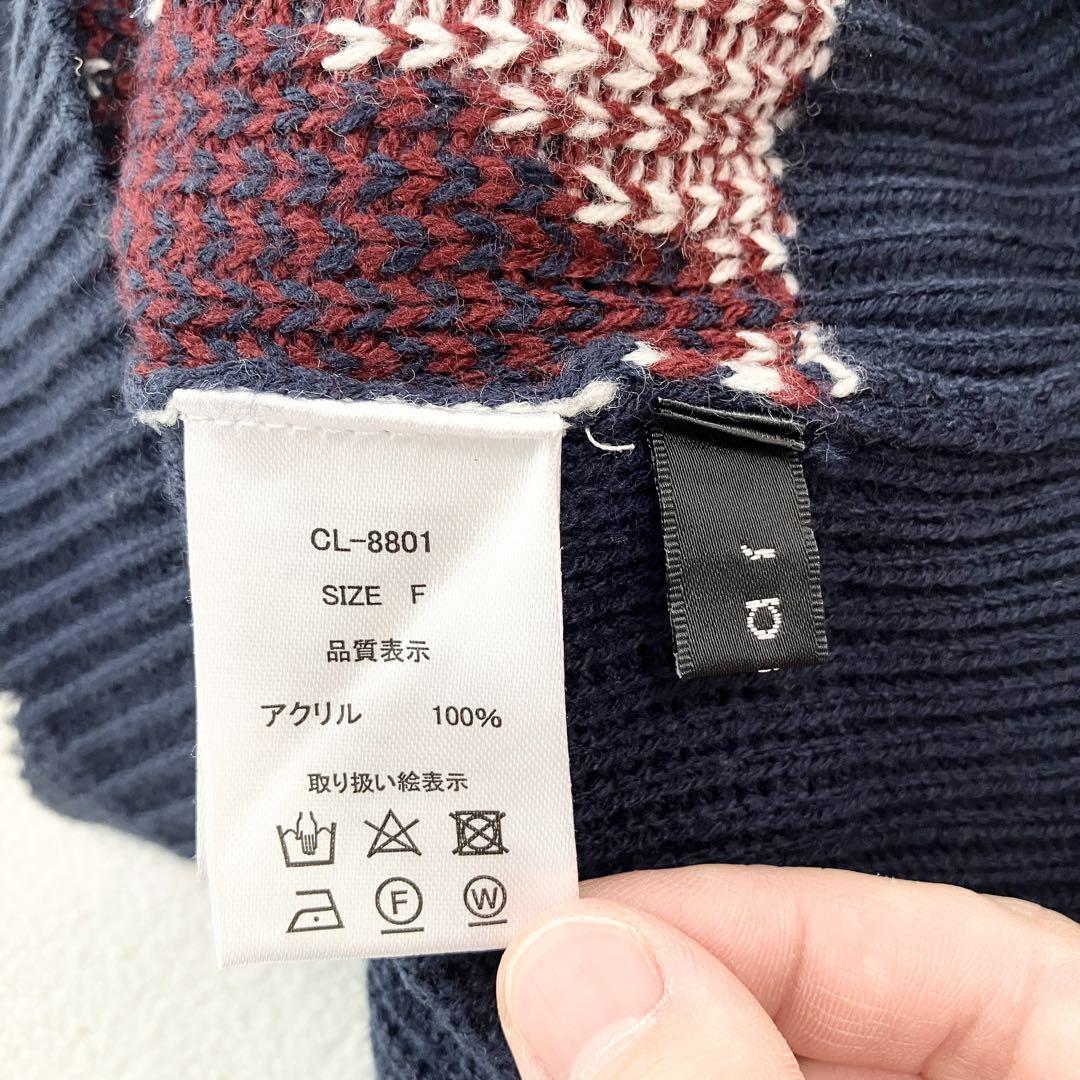 CL-8801
SIZE F
品質表示
アクリル 100%
取り扱い絵表示
F W